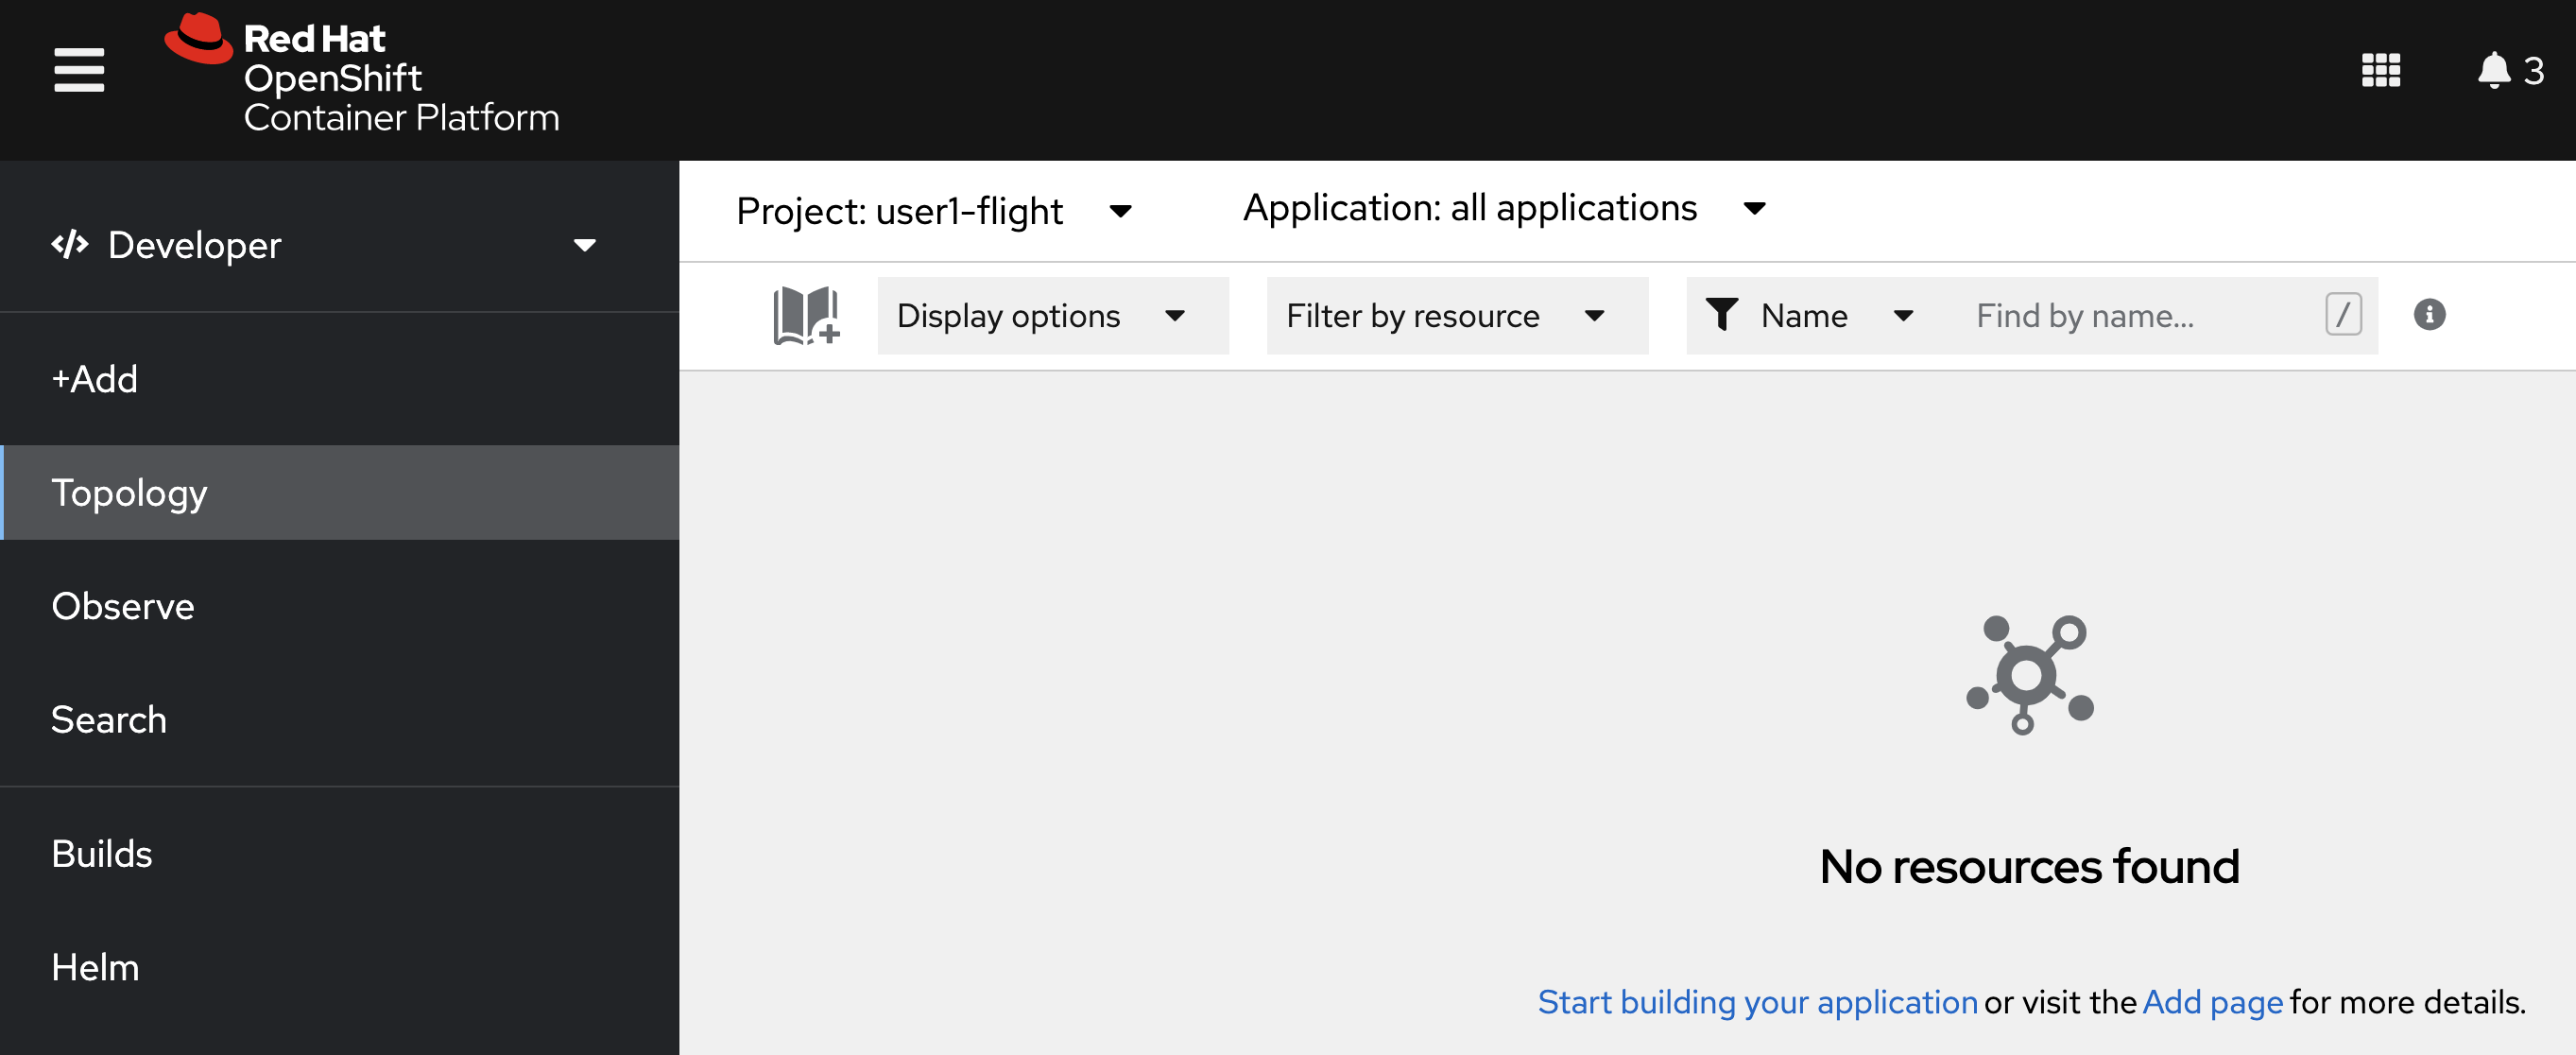 Red Hat
OpenShift
Container Platform
3
Developer
+Add
Topology
Observe
Search
Builds
Helm
Project: user1-flight
Application: all applications
Display options
Filter by resource
Name
Find by name...
/
No resources found
Start building your application or visit the Add page for more details.